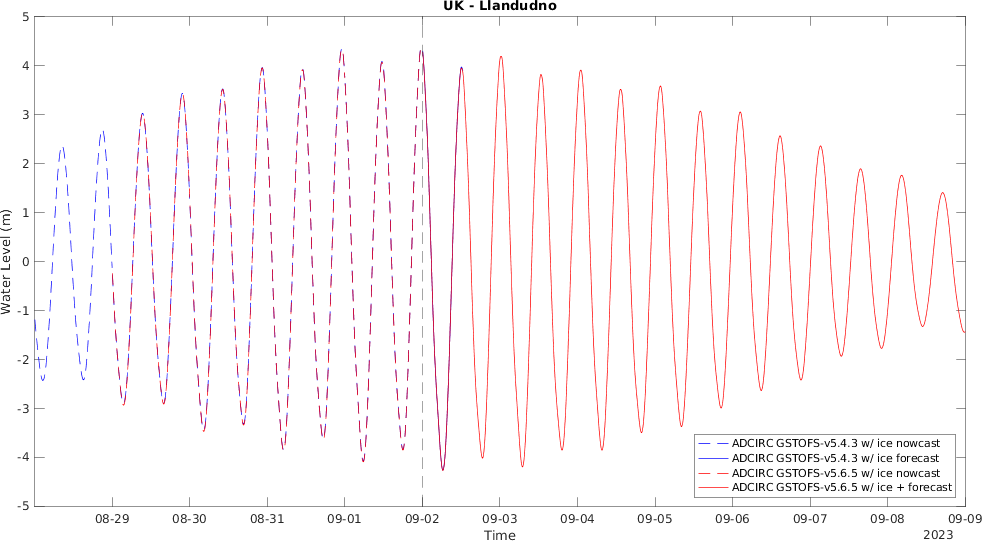 UK - Llandudno
5
4
3
2
1
0
-1
-2
-3
-4
-5
Water Level (m)
08-29 08-30 08-31 09-01 09-02 09-03 09-04 09-05 09-06 09-07 09-08 09-09
Time
2023
ADCIRC GSTOFS-v5.4.3 w/ ice nowcast
ADCIRC GSTOFS-v5.4.3 w/ ice forecast
ADCIRC GSTOFS-v5.6.5 w/ ice nowcast
ADCIRC GSTOFS-v5.6.5 w/ ice + forecast